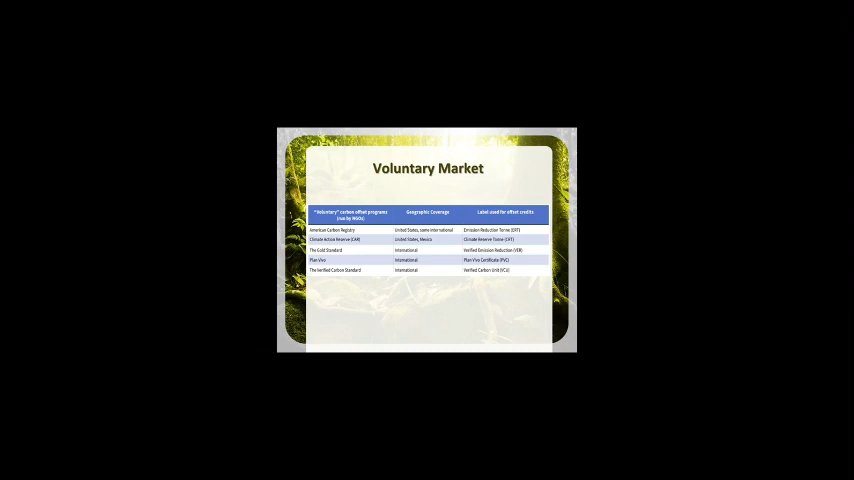 Voluntary Market
"Voluntary" carbon offset programs (run by NGOs) Geographic Coverage Label used for offset credits
American Carbon Registry United States, some international Emission Reduction Tonne (ERT)
Climate Action Reserve (CAR) United States, Mexico Climate Reserve Tonne (CRT)
The Gold Standard International Verified Emission Reduction (VER)
Plan Vivo International Plan Vivo Certificate (PVC)
The Verified Carbon Standard International Verified Carbon Unit (VCU)